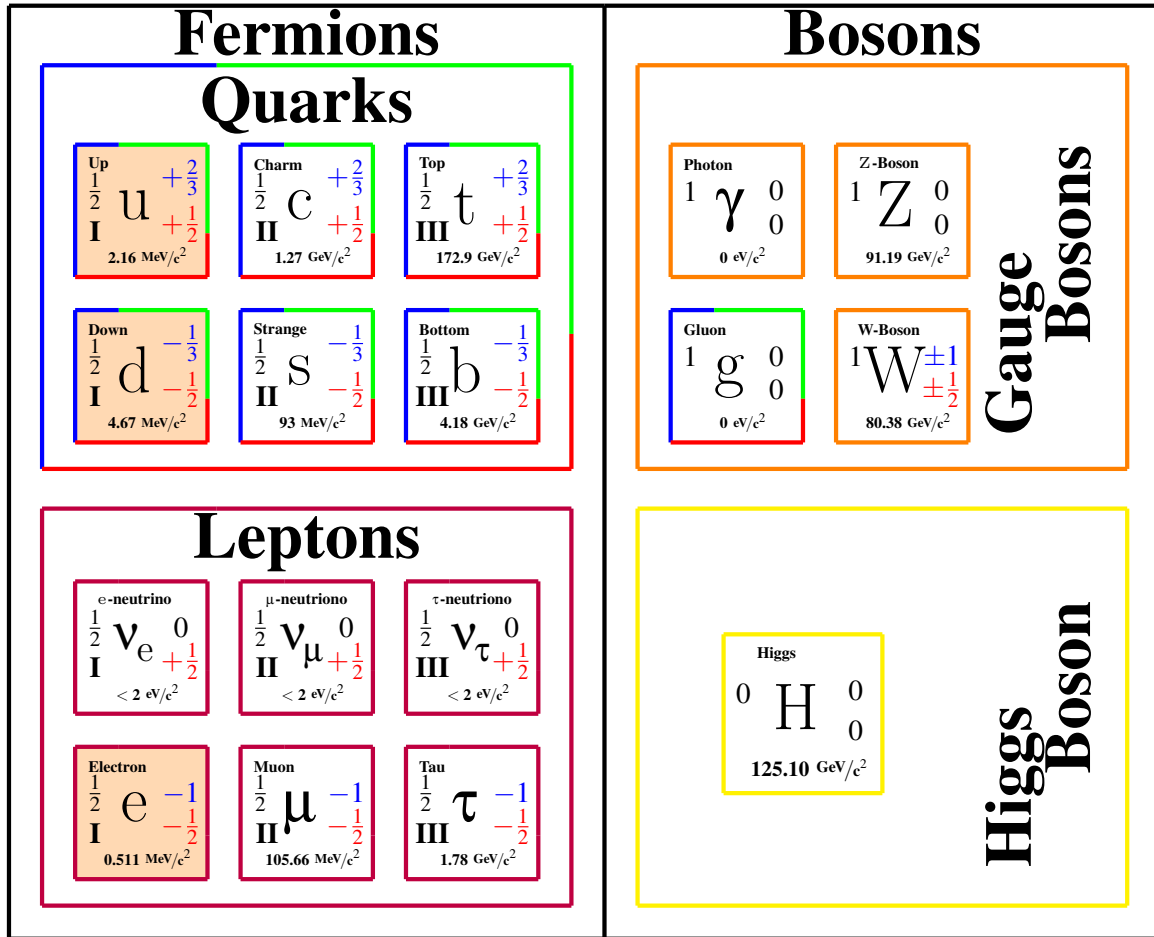 Fermions
Quarks
Up
1/2 u +2/3
I +1/2
2.16 MeV/c²
Charm
1/2 c +2/3
II +1/2
1.27 GeV/c²
Top
1/2 t +2/3
III +1/2
172.9 GeV/c²
Down
1/2 d −1/3
I −1/2
4.67 MeV/c²
Strange
1/2 s −1/3
II −1/2
93 MeV/c²
Bottom
1/2 b −1/3
III −1/2
4.18 GeV/c²
Leptons
e-neutrino
1/2 νe 0
I +1/2
< 2 eV/c²
μ-neutriono
1/2 νμ 0
II +1/2
< 2 eV/c²
τ-neutriono
1/2 ντ 0
III +1/2
< 2 eV/c²
Electron
1/2 e −1
I −1/2
0.511 MeV/c²
Muon
1/2 μ −1
II −1/2
105.66 MeV/c²
Tau
1/2 τ −1
III −1/2
1.78 GeV/c²
Bosons
Photon
1 γ 0
0
0 eV/c²
Z-Boson
1 Z 0
0
91.19 GeV/c²
Gluon
1 g 0
0
0 eV/c²
W-Boson
1 W ±1
±1/2
80.38 GeV/c²
Gauge
Bosons
Higgs
0 H 0
0
125.10 GeV/c²
Higgs
Boson